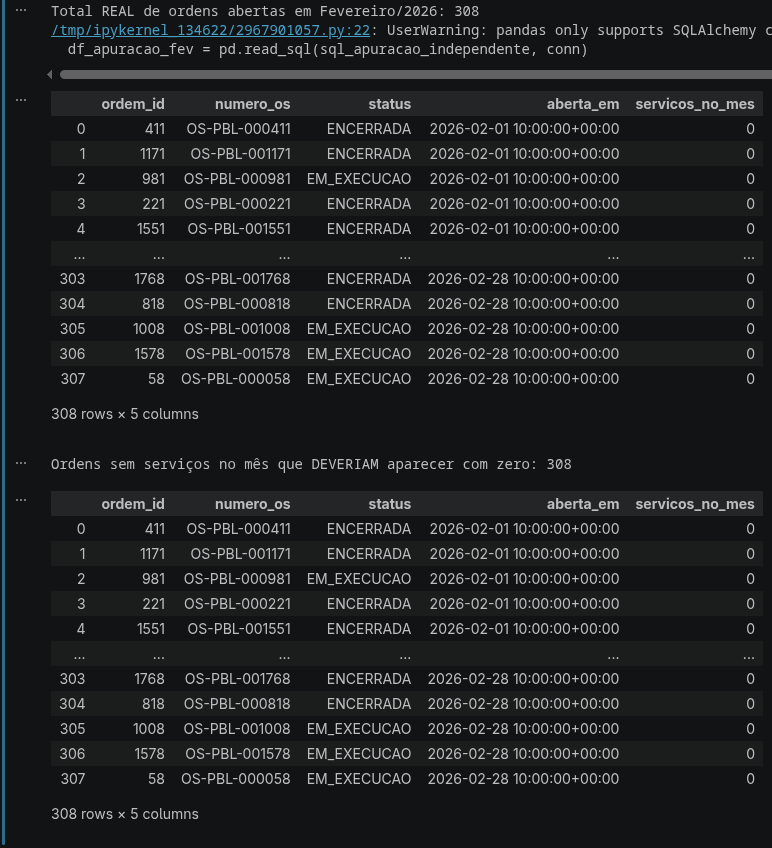 Total REAL de ordens abertas em Fevereiro/2026: 308
/tmp/ipykernel_134622/2967901057.py:22: UserWarning: pandas only supports SQLAlchemy c
df_apuracao_fev = pd.read_sql(sql_apuracao_independente, conn)
...
ordem_id numero_os status aberta_em servicos_no_mes
0 411 OS-PBL-000411 ENCERRADA 2026-02-01 10:00:00+00:00 0
1 1171 OS-PBL-001171 ENCERRADA 2026-02-01 10:00:00+00:00 0
2 981 OS-PBL-000981 EM_EXECUCAO 2026-02-01 10:00:00+00:00 0
3 221 OS-PBL-000221 ENCERRADA 2026-02-01 10:00:00+00:00 0
4 1551 OS-PBL-001551 ENCERRADA 2026-02-01 10:00:00+00:00 0
... ... ... ... ... ...
303 1768 OS-PBL-001768 ENCERRADA 2026-02-28 10:00:00+00:00 0
304 818 OS-PBL-000818 ENCERRADA 2026-02-28 10:00:00+00:00 0
305 1008 OS-PBL-001008 EM_EXECUCAO 2026-02-28 10:00:00+00:00 0
306 1578 OS-PBL-001578 EM_EXECUCAO 2026-02-28 10:00:00+00:00 0
307 58 OS-PBL-000058 EM_EXECUCAO 2026-02-28 10:00:00+00:00 0
308 rows × 5 columns
... Ordens sem serviços no mês que DEVERIAM aparecer com zero: 308
...
ordem_id numero_os status aberta_em servicos_no_mes
0 411 OS-PBL-000411 ENCERRADA 2026-02-01 10:00:00+00:00 0
1 1171 OS-PBL-001171 ENCERRADA 2026-02-01 10:00:00+00:00 0
2 981 OS-PBL-000981 EM_EXECUCAO 2026-02-01 10:00:00+00:00 0
3 221 OS-PBL-000221 ENCERRADA 2026-02-01 10:00:00+00:00 0
4 1551 OS-PBL-001551 ENCERRADA 2026-02-01 10:00:00+00:00 0
... ... ... ... ... ...
303 1768 OS-PBL-001768 ENCERRADA 2026-02-28 10:00:00+00:00 0
304 818 OS-PBL-000818 ENCERRADA 2026-02-28 10:00:00+00:00 0
305 1008 OS-PBL-001008 EM_EXECUCAO 2026-02-28 10:00:00+00:00 0
306 1578 OS-PBL-001578 EM_EXECUCAO 2026-02-28 10:00:00+00:00 0
307 58 OS-PBL-000058 EM_EXECUCAO 2026-02-28 10:00:00+00:00 0
308 rows × 5 columns